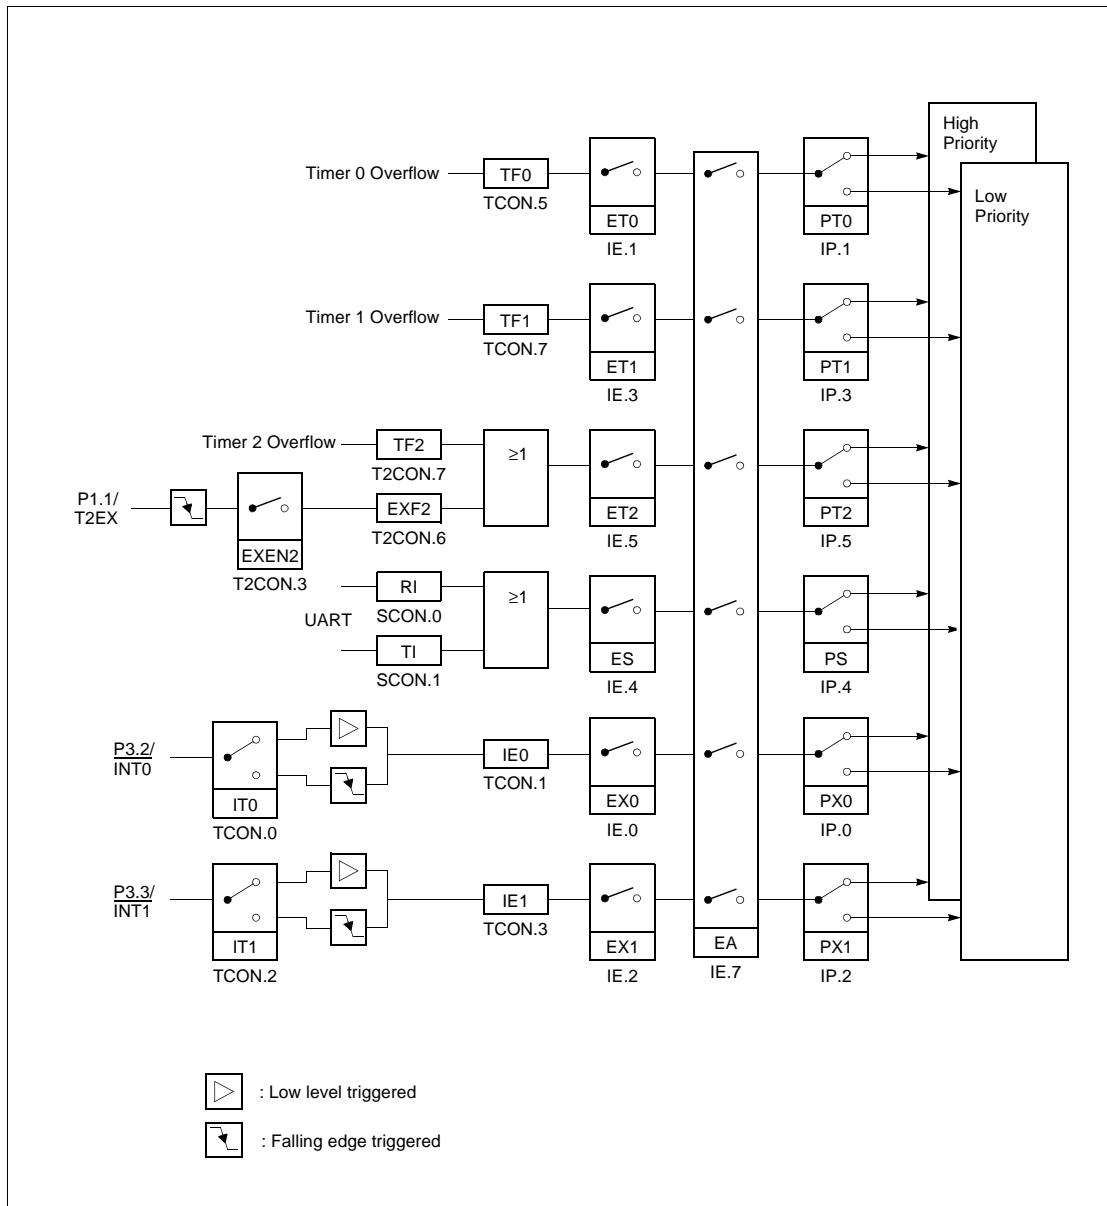 High
Priority
Low
Priority
Timer 0 Overflow
TF0
TCON.5
ET0
IE.1
PT0
IP.1
Timer 1 Overflow
TF1
TCON.7
ET1
IE.3
PT1
IP.3
Timer 2 Overflow
TF2
T2CON.7
≥1
P1.1/
T2EX
EXEN2
T2CON.3
EXF2
T2CON.6
ET2
IE.5
PT2
IP.5
UART
RI
SCON.0
TI
SCON.1
≥1
ES
IE.4
PS
IP.4
P3.2/
INT0
IT0
TCON.0
IE0
TCON.1
EX0
IE.0
PX0
IP.0
P3.3/
INT1
IT1
TCON.2
IE1
TCON.3
EX1
IE.2
EA
IE.7
PX1
IP.2
: Low level triggered
: Falling edge triggered